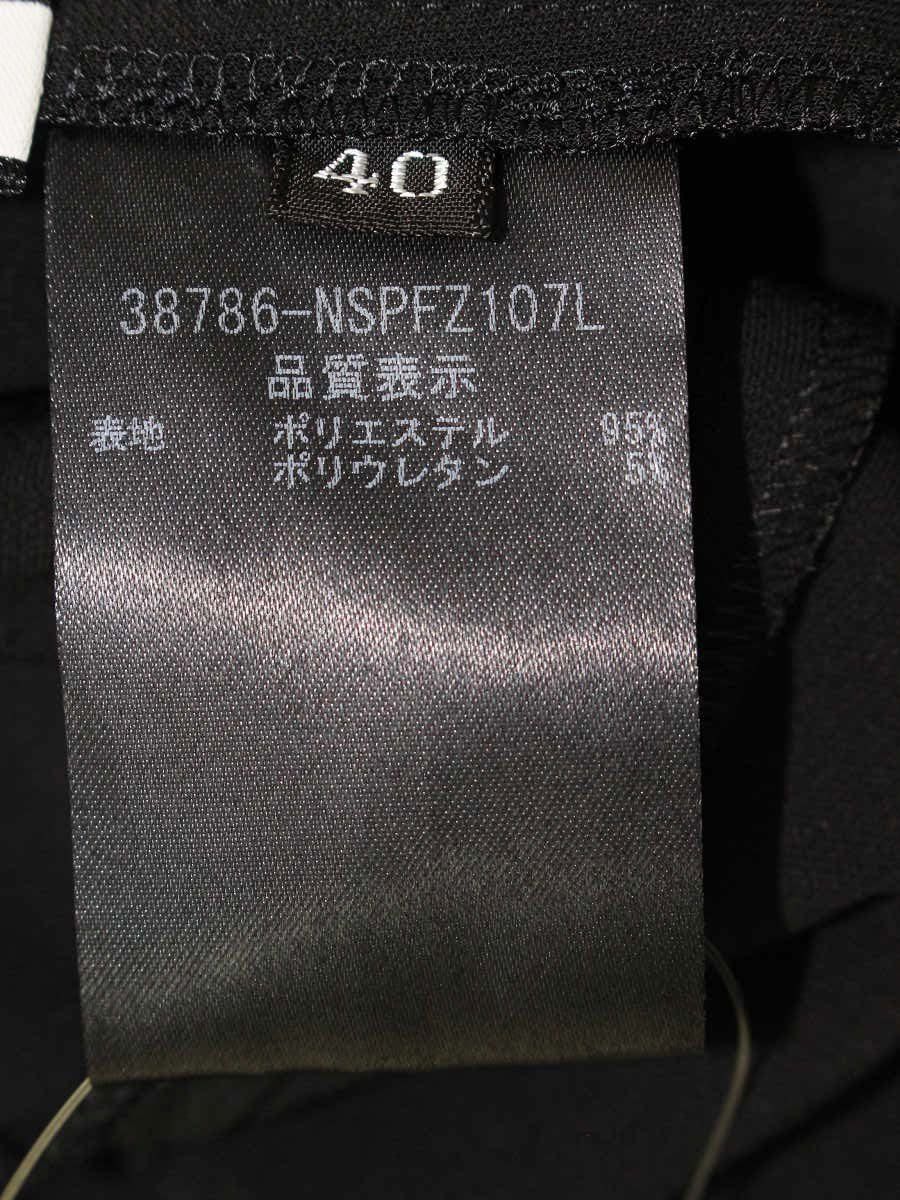 40
38786-NSPFZ107L
品質表示
表地 ポリエステル 95%
ポリウレタン 5%